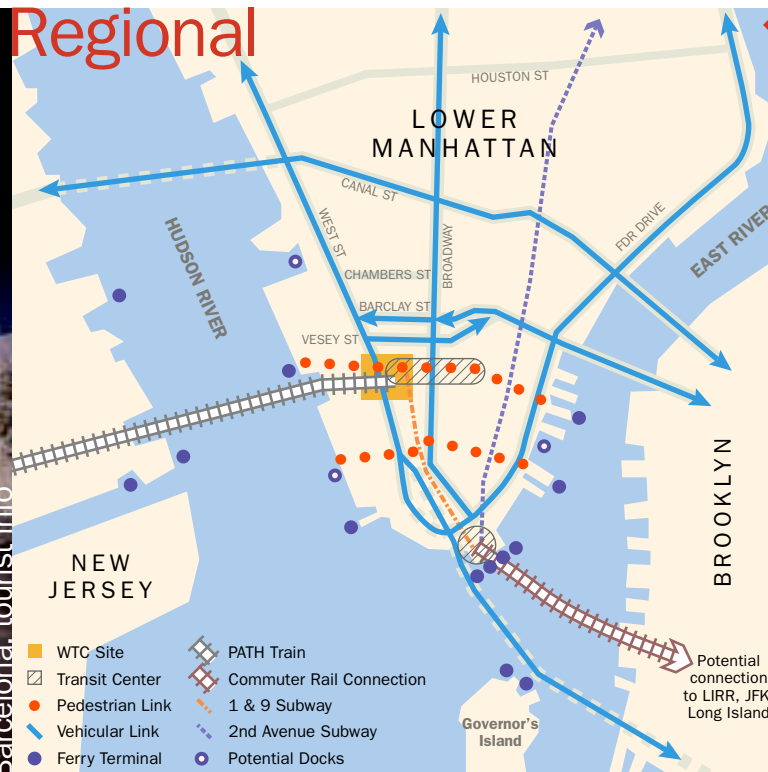 Regional
HOUSTON ST
LOWER
MANHATTAN
CANAL ST
WEST ST
BROADWAY
FDR DRIVE
EAST RIVER
HUDSON RIVER
CHAMBERS ST
BARCLAY ST
VESEY ST
BROOKLYN
NEW
JERSEY
Barcelona, tourist info
WTC Site
Transit Center
Pedestrian Link
Vehicular Link
Ferry Terminal
PATH Train
Commuter Rail Connection
1 & 9 Subway
2nd Avenue Subway
Potential Docks
Governor's
Island
Potential
connection
to LIRR, JFK
Long Island